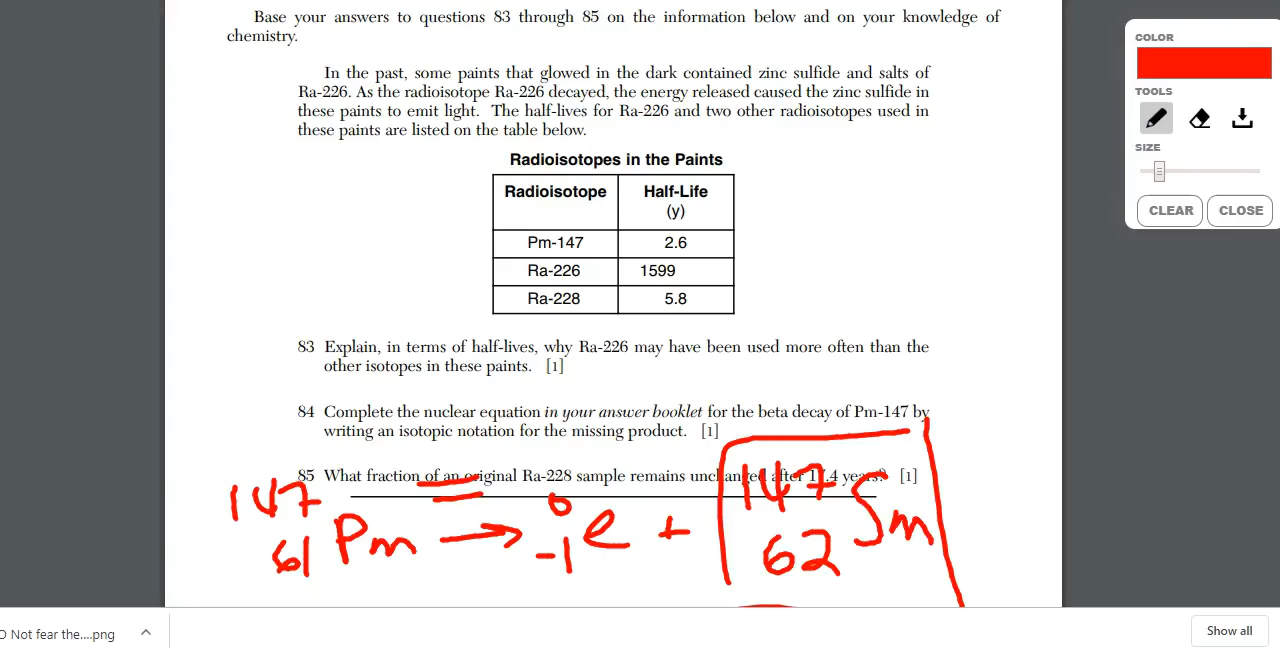 Base your answers to questions 83 through 85 on the information below and on your knowledge of
chemistry.
In the past, some paints that glowed in the dark contained zinc sulfide and salts of
Ra-226. As the radioisotope Ra-226 decayed, the energy released caused the zinc sulfide in
these paints to emit light. The half-lives for Ra-226 and two other radioisotopes used in
these paints are listed on the table below.
Radioisotopes in the Paints
Radioisotope Half-Life
(y)
Pm-147 2.6
Ra-226 1599
Ra-228 5.8
83 Explain, in terms of half-lives, why Ra-226 may have been used more often than the
other isotopes in these paints. [1]
84 Complete the nuclear equation in your answer booklet for the beta decay of Pm-147 by
writing an isotopic notation for the missing product. [1]
85 What fraction of an original Ra-228 sample remains unchanged after 17.4 years? [1]
147 0 147
Pm → e + Sm
61 -1 62
COLOR
TOOLS
SIZE
CLEAR CLOSE
O Not fear the....png
Show all